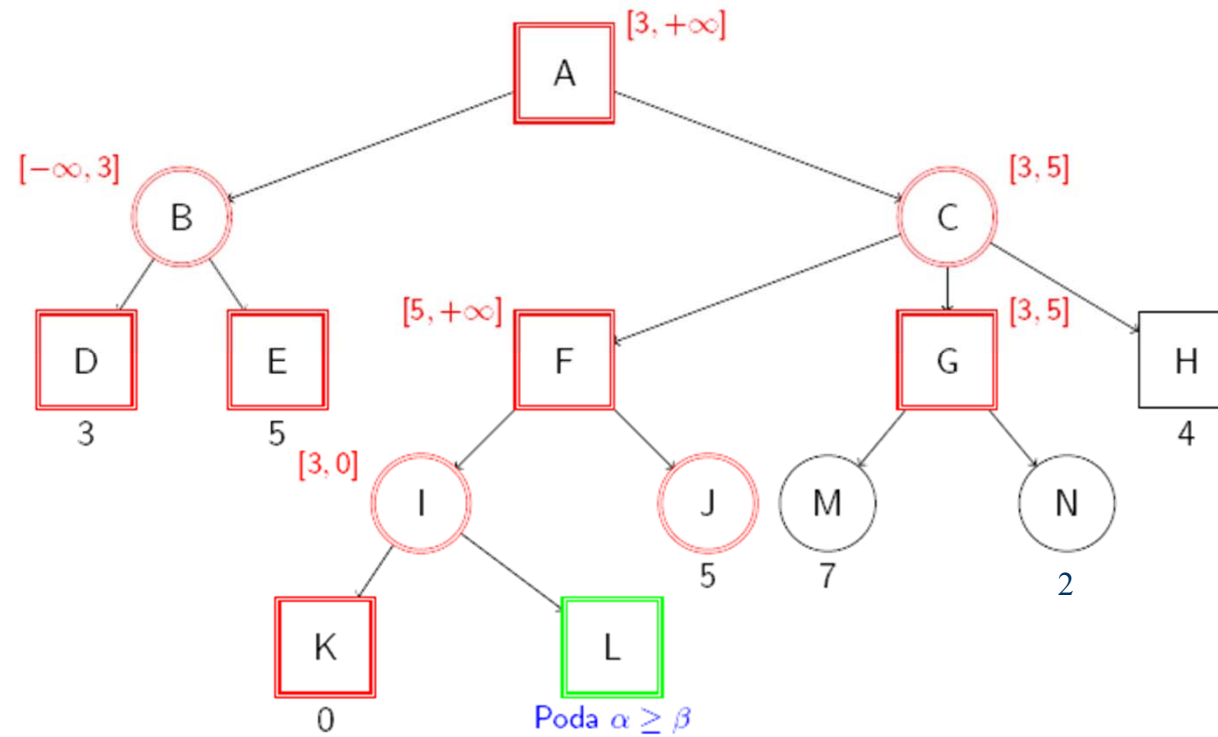 [3, +∞]
A
[−∞, 3]
B
C
[3, 5]
D
3
E
5
[5, +∞]
F
G
[3, 5]
H
4
[3, 0]
I
J
5
M
7
N
2
K
0
L
Poda α ≥ β